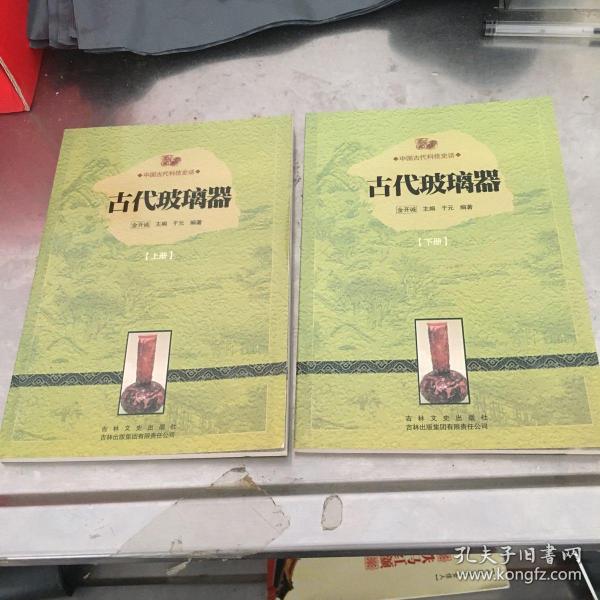 中国古代科技史话
古代玻璃器
金开诚 主编 于元 编著
【上册】
吉林文史出版社
吉林出版集团有限责任公司
中国古代科技史话
古代玻璃器
金开诚 主编 于元 编著
【下册】
吉林文史出版社
吉林出版集团有限责任公司
孔夫子旧书网
www.kongfz.com